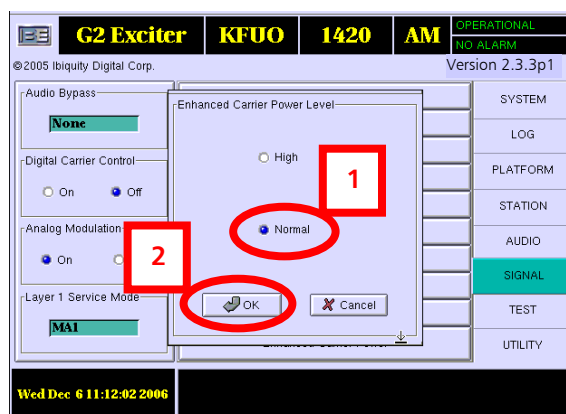 G2 Exciter KFUO 1420 AM
OPERATIONAL
NO ALARM
©2005 Ibiquity Digital Corp.
Version 2.3.3p1
Audio Bypass
None
Digital Carrier Control
On Off
Analog Modulation
On
Layer 1 Service Mode
MA1
Enhanced Carrier Power Level
High
1
Normal
2
OK Cancel
SYSTEM
LOG
PLATFORM
STATION
AUDIO
SIGNAL
TEST
UTILITY
Wed Dec 6 11:12:02 2006